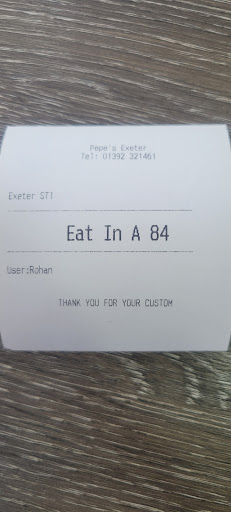 Pepe's Exeter
Tel: 01392 321461
Exeter ST1
Eat In A 84
User:Rohan
THANK YOU FOR YOUR CUSTOM